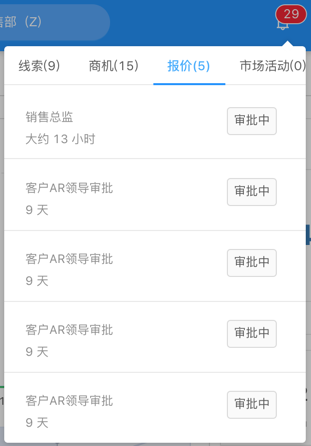 售部（Z）
29
线索(9) 商机(15) 报价(5) 市场活动(0)
销售总监
审批中
大约 13 小时
客户AR领导审批
审批中
9 天
客户AR领导审批
审批中
9 天
客户AR领导审批
审批中
9 天
客户AR领导审批
审批中
9 天